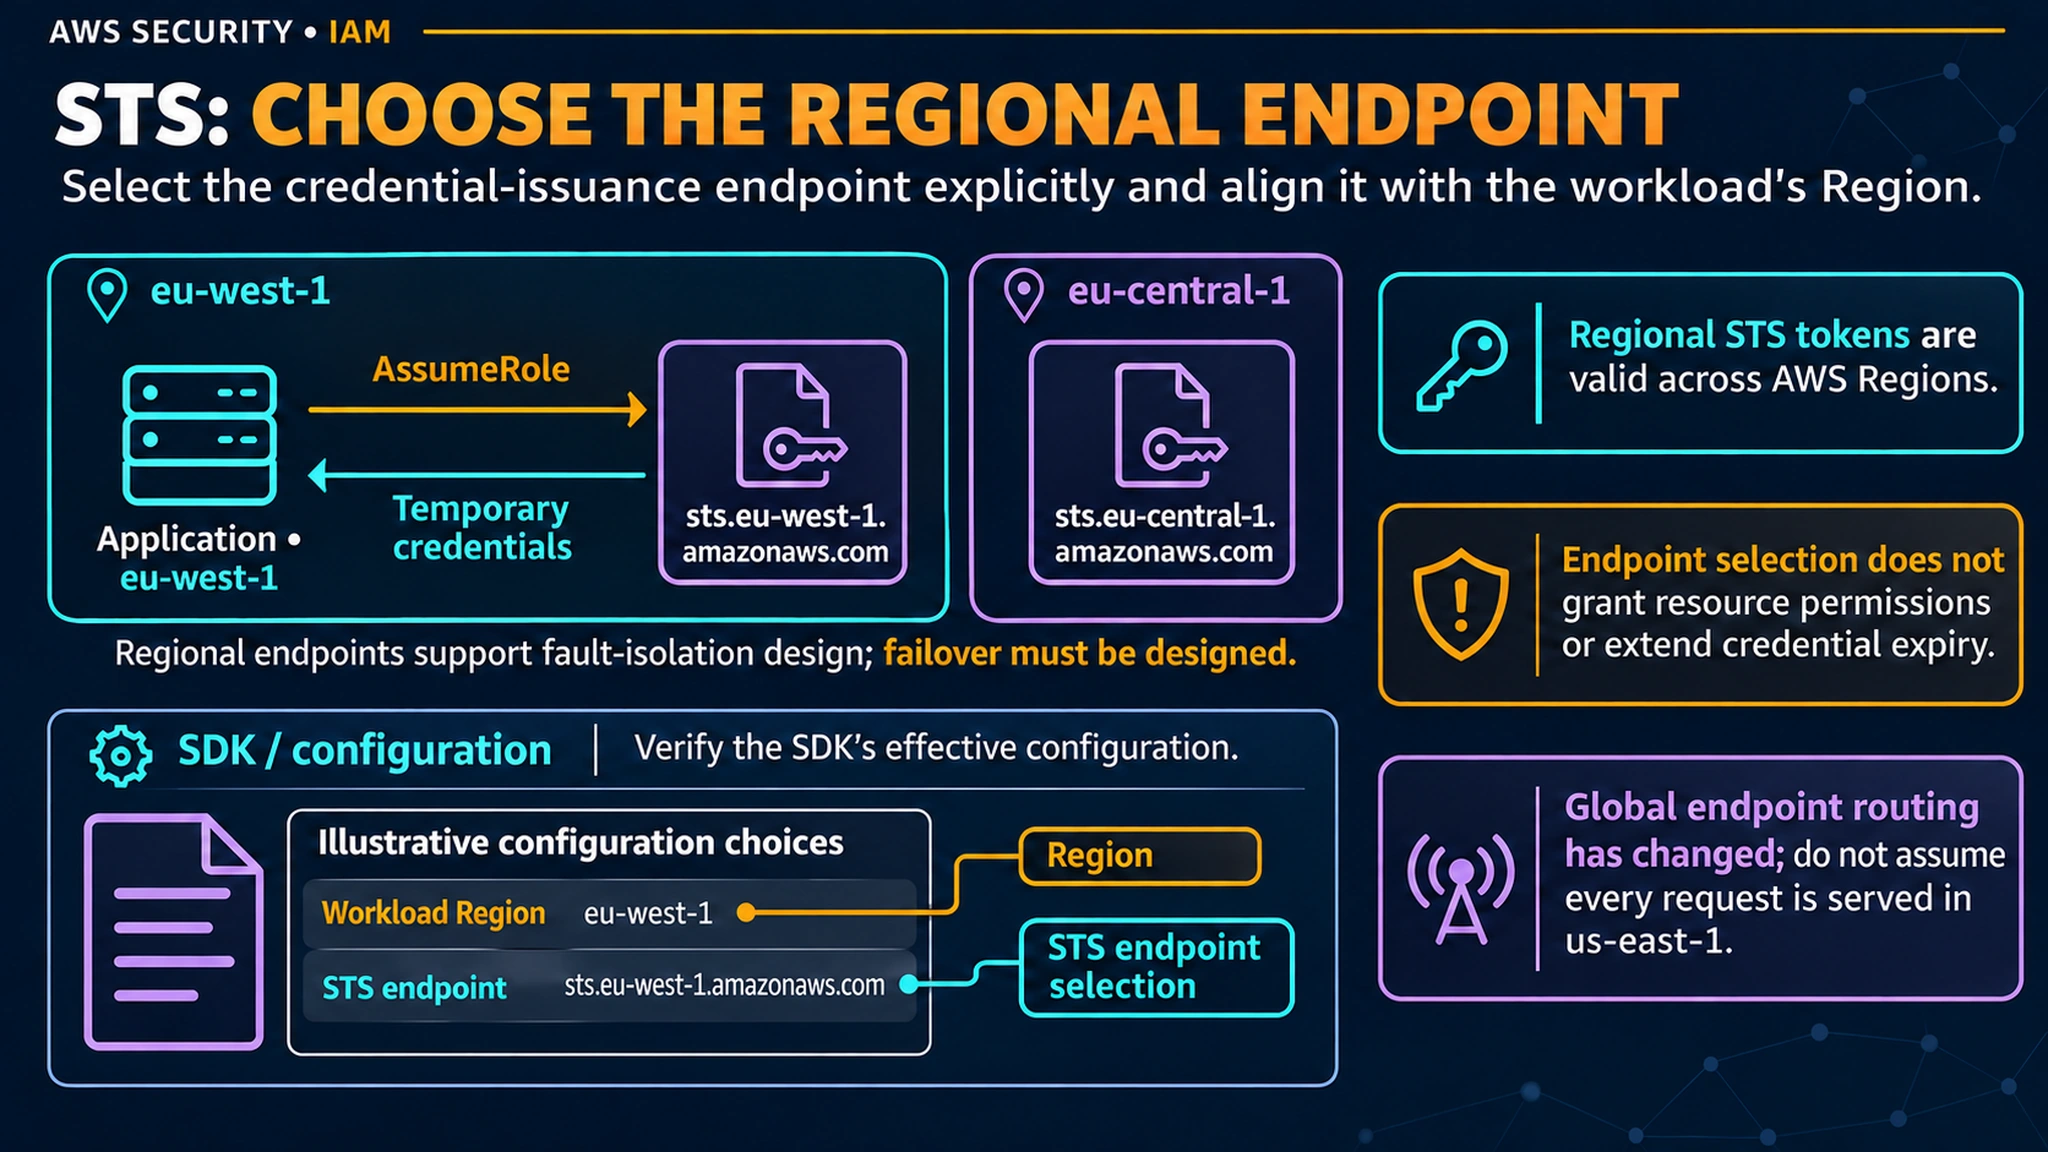 AWS SECURITY • IAM
STS: CHOOSE THE REGIONAL ENDPOINT
Select the credential-issuance endpoint explicitly and align it with the workload's Region.
eu-west-1
AssumeRole
Temporary
credentials
Application •
eu-west-1
sts.eu-west-1.
amazonaws.com
eu-central-1
sts.eu-central-1.
amazonaws.com
Regional endpoints support fault-isolation design; failover must be designed.
SDK / configuration
Verify the SDK's effective configuration.
Illustrative configuration choices
Workload Region eu-west-1
STS endpoint sts.eu-west-1.amazonaws.com
Region
STS endpoint
selection
Regional STS tokens are
valid across AWS Regions.
Endpoint selection does not
grant resource permissions
or extend credential expiry.
Global endpoint routing
has changed; do not assume
every request is served in
us-east-1.